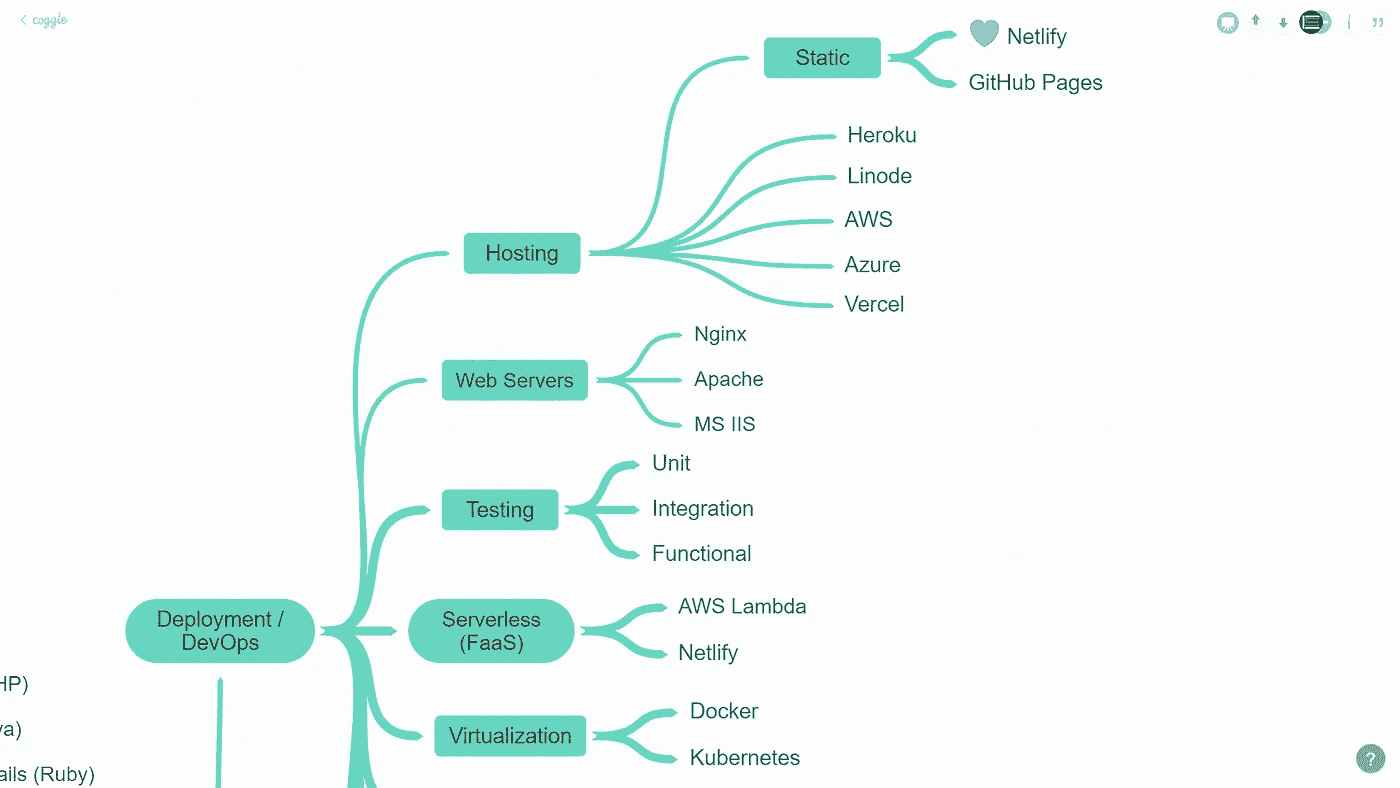 coggle
Static
Netlify
GitHub Pages
Heroku
Linode
AWS
Azure
Vercel
Hosting
Nginx
Web Servers
Apache
MS IIS
Unit
Testing
Integration
Functional
Deployment /
DevOps
Serverless
(FaaS)
AWS Lambda
Netlify
HP)
va)
ails (Ruby)
Virtualization
Docker
Kubernetes
?